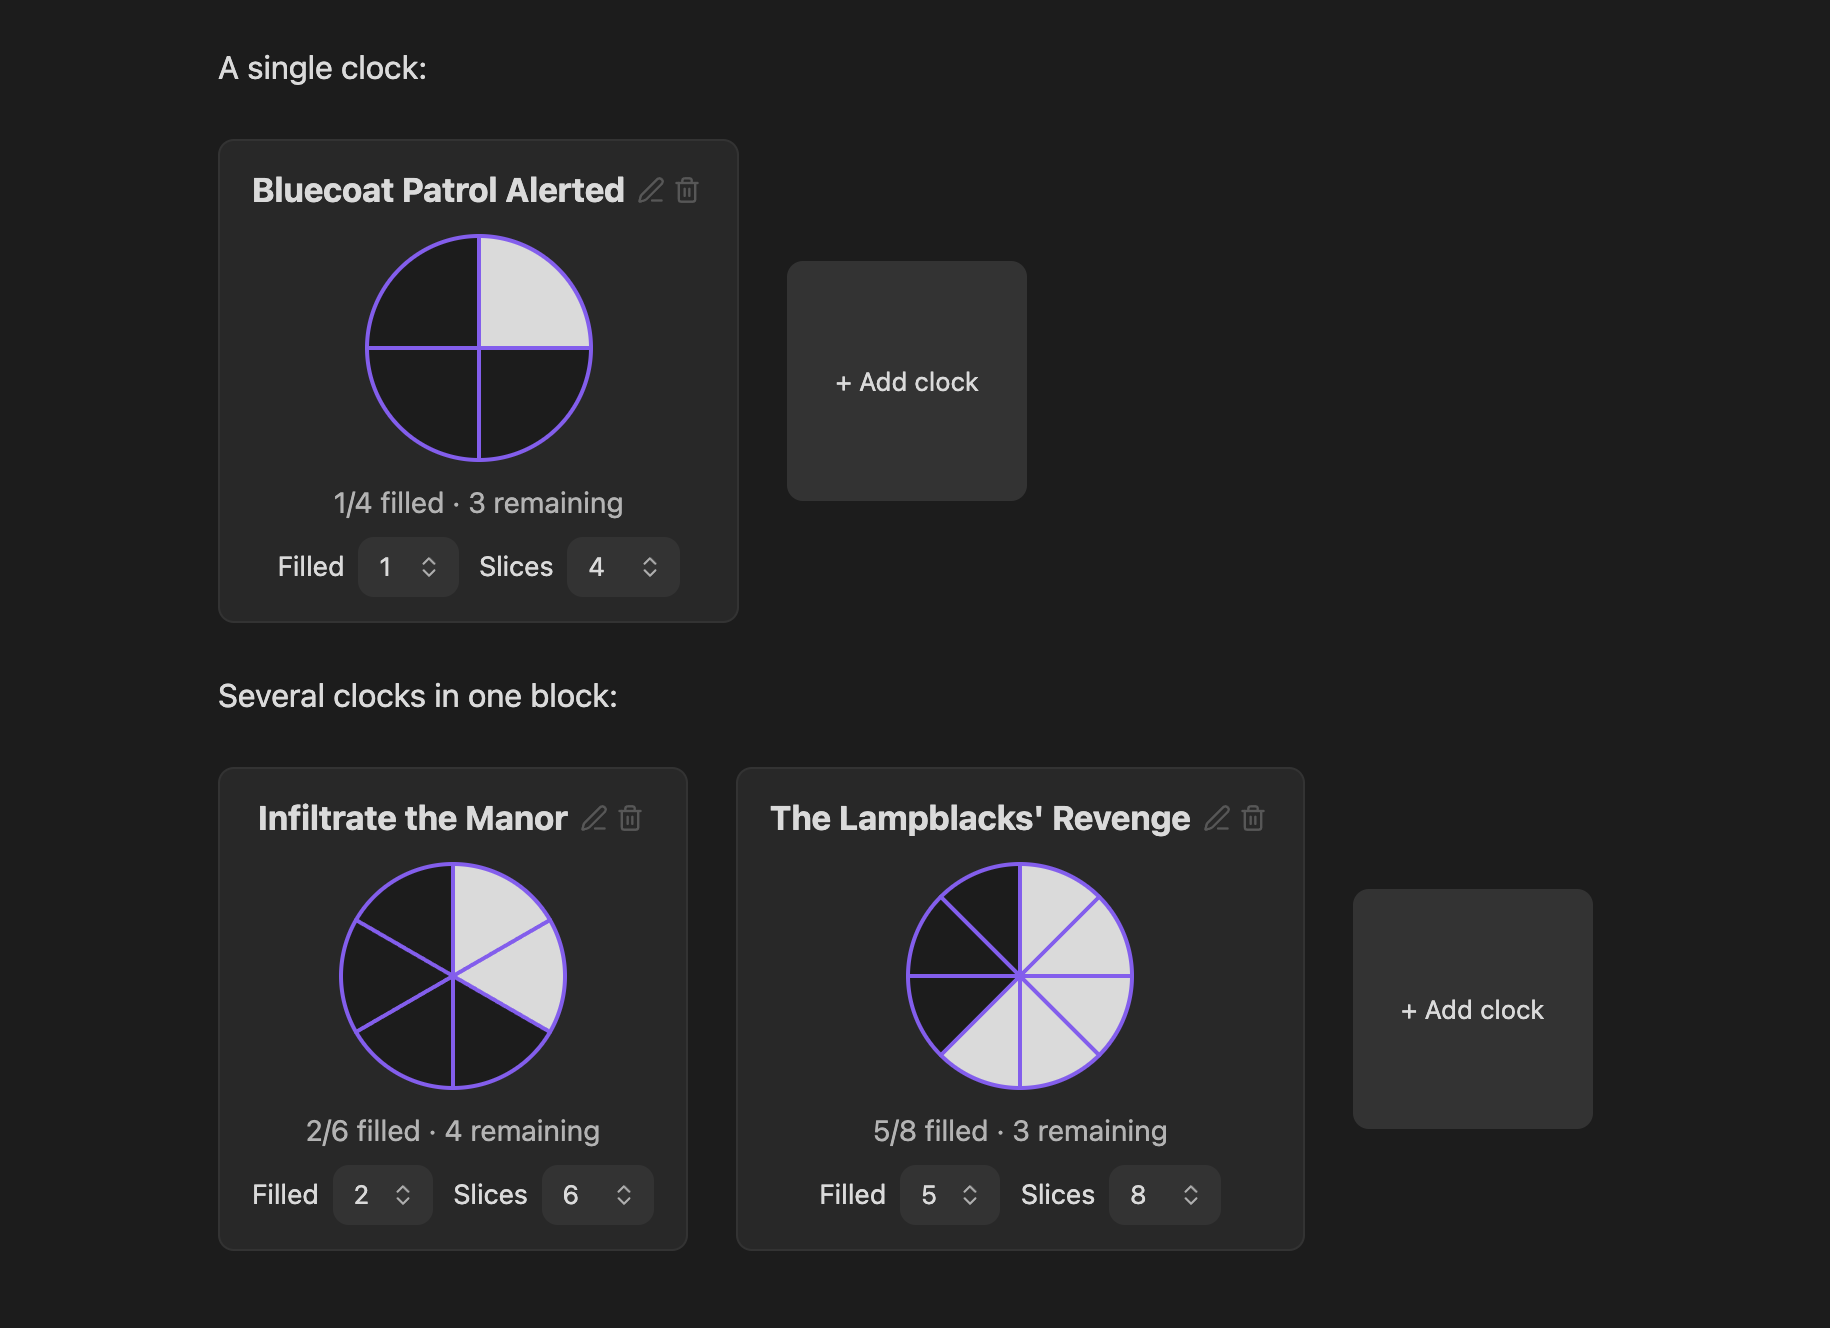 A single clock:
Bluecoat Patrol Alerted
1/4 filled · 3 remaining
Filled 1 Slices 4
+ Add clock
Several clocks in one block:
Infiltrate the Manor
2/6 filled · 4 remaining
Filled 2 Slices 6
The Lampblacks' Revenge
5/8 filled · 3 remaining
Filled 5 Slices 8
+ Add clock